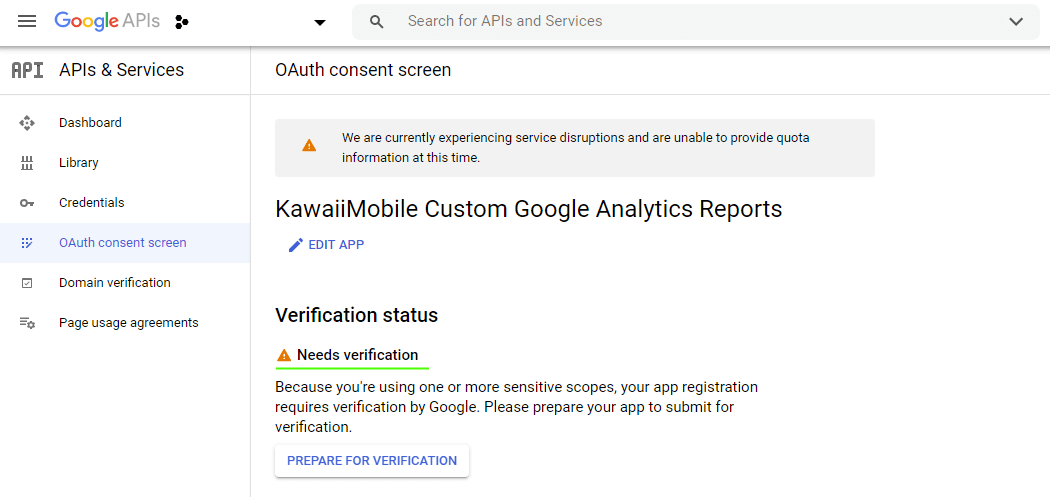 Google APIs
Search for APIs and Services
API APIs & Services
OAuth consent screen
Dashboard
Library
Credentials
OAuth consent screen
Domain verification
Page usage agreements
We are currently experiencing service disruptions and are unable to provide quota
information at this time.
KawaiiMobile Custom Google Analytics Reports
EDIT APP
Verification status
Needs verification
Because you're using one or more sensitive scopes, your app registration
requires verification by Google. Please prepare your app to submit for
verification.
PREPARE FOR VERIFICATION